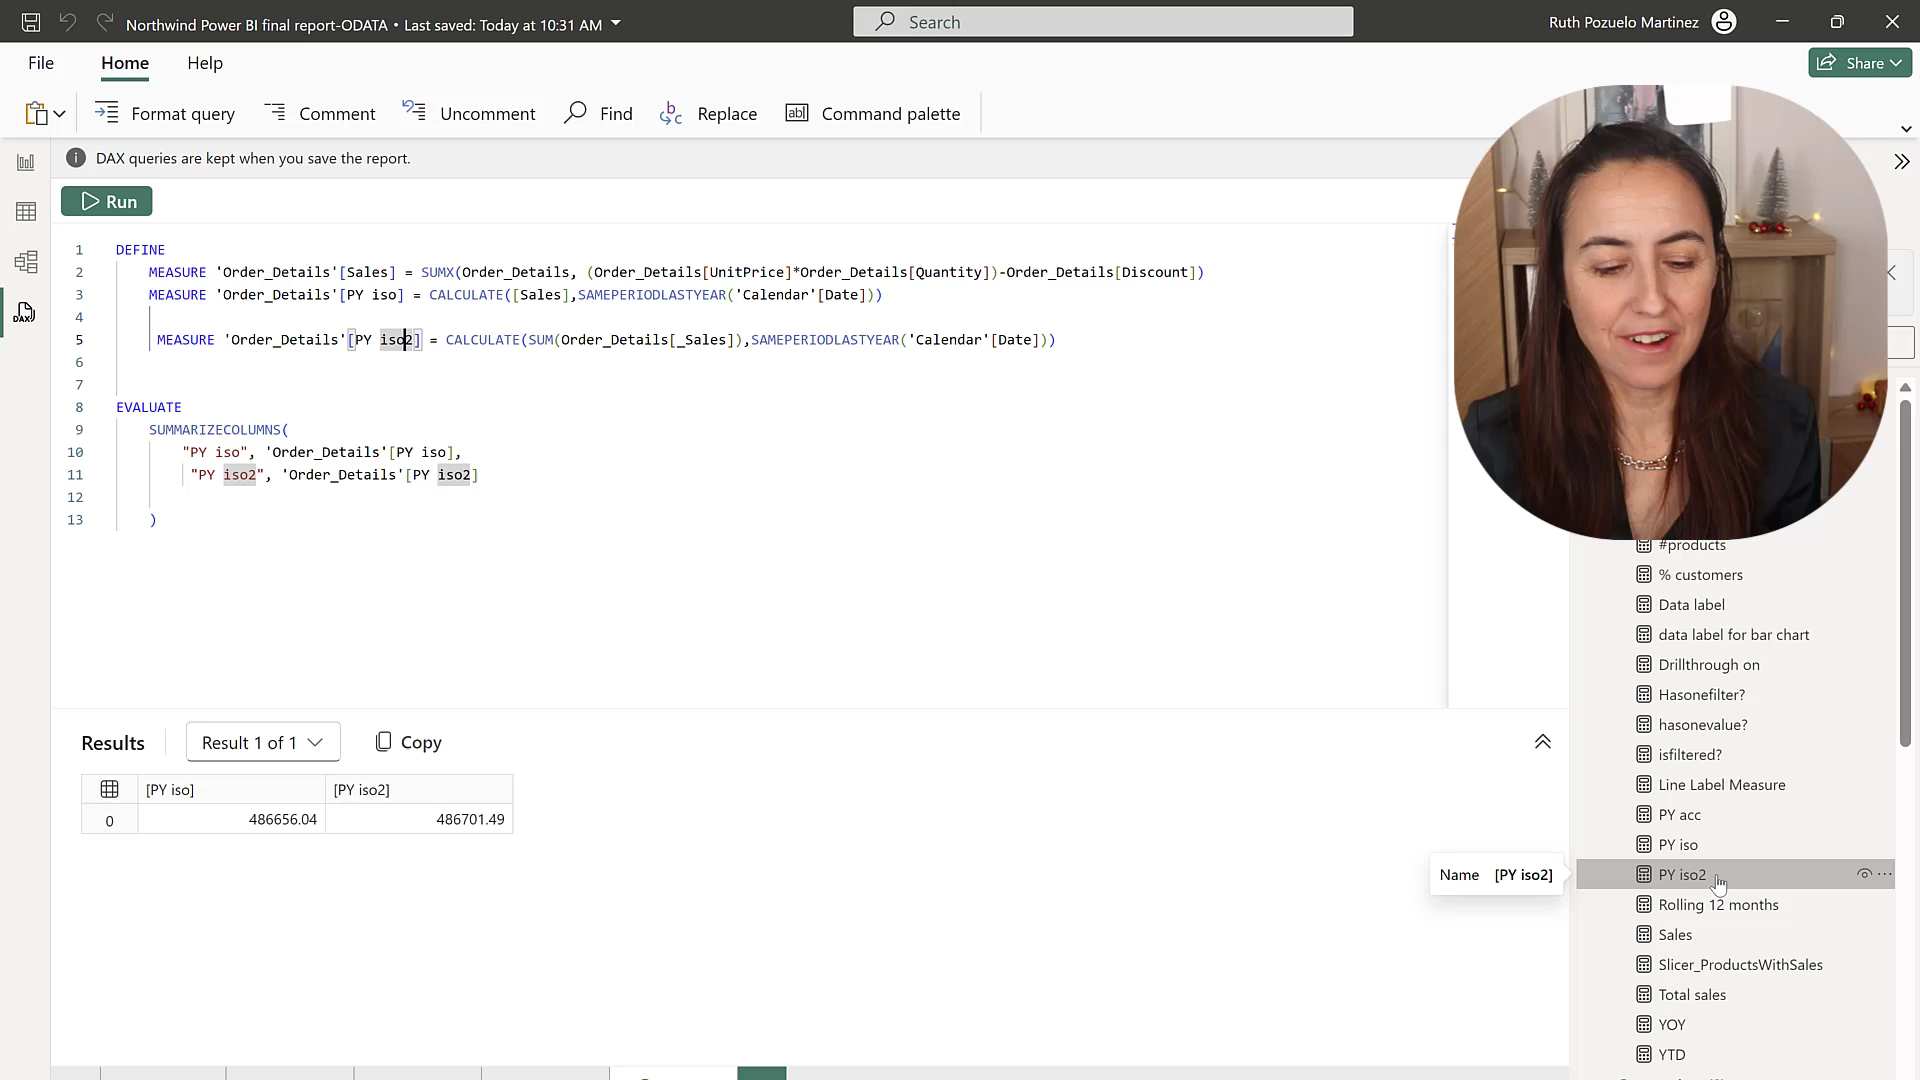 Northwind Power BI final report-ODATA • Last saved: Today at 10:31 AM
Search
Ruth Pozuelo Martinez
File
Home
Help
Share
Format query
Comment
Uncomment
Find
Replace
Command palette
DAX queries are kept when you save the report.
Run
1 DEFINE
2 MEASURE 'Order_Details'[Sales] = SUMX(Order_Details, (Order_Details[UnitPrice]*Order_Details[Quantity])-Order_Details[Discount])
3 MEASURE 'Order_Details'[PY iso] = CALCULATE([Sales],SAMEPERIODLASTYEAR('Calendar'[Date]))
4
5 MEASURE 'Order_Details'[PY iso2] = CALCULATE(SUM(Order_Details[_Sales]),SAMEPERIODLASTYEAR('Calendar'[Date]))
6
7
8 EVALUATE
9 SUMMARIZECOLUMNS(
10 "PY iso", 'Order_Details'[PY iso],
11 "PY iso2", 'Order_Details'[PY iso2]
12
13 )
DAX
#products
% customers
Data label
data label for bar chart
Drillthrough on
Hasonefilter?
hasonevalue?
isfiltered?
Line Label Measure
PY acc
PY iso
PY iso2
Rolling 12 months
Sales
Slicer_ProductsWithSales
Total sales
YOY
YTD
Name [PY iso2]
Results
Result 1 of 1
Copy
[PY iso] [PY iso2]
0 486656.04 486701.49